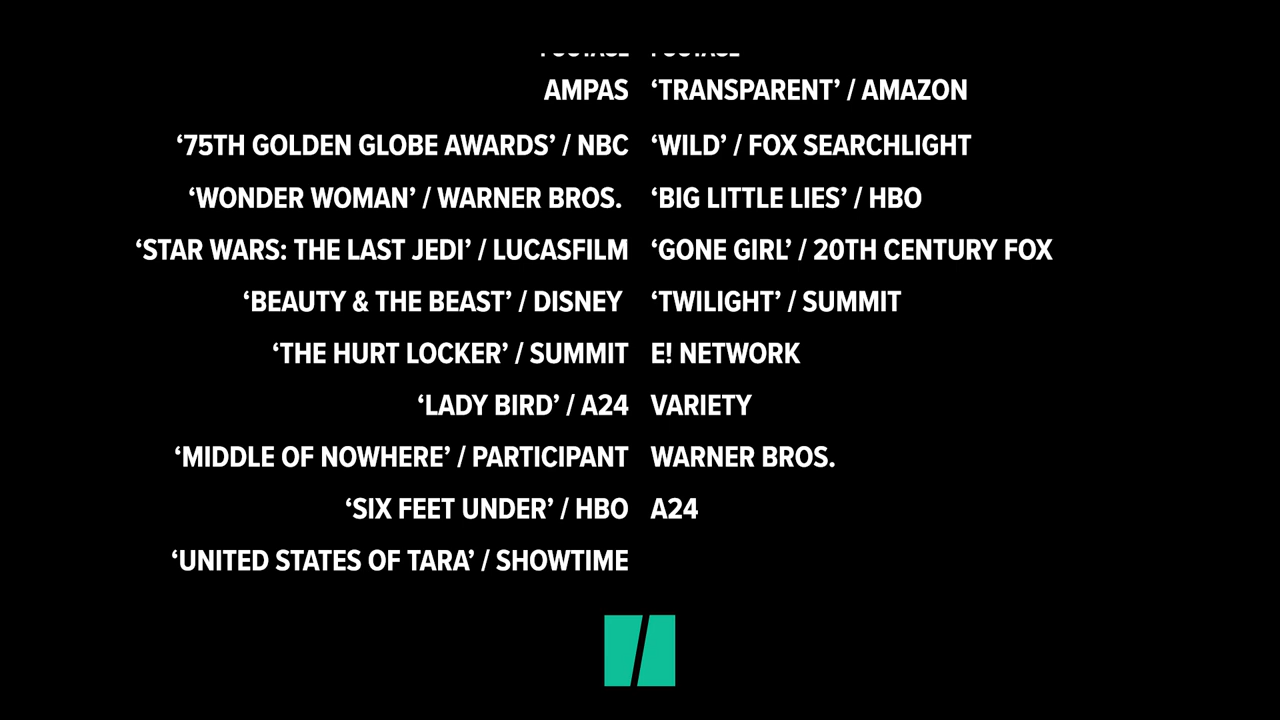 AMPAS
‘75TH GOLDEN GLOBE AWARDS’ / NBC
‘WONDER WOMAN’ / WARNER BROS.
‘STAR WARS: THE LAST JEDI’ / LUCASFILM
‘BEAUTY & THE BEAST’ / DISNEY
‘THE HURT LOCKER’ / SUMMIT
‘LADY BIRD’ / A24
‘MIDDLE OF NOWHERE’ / PARTICIPANT
‘SIX FEET UNDER’ / HBO
‘UNITED STATES OF TARA’ / SHOWTIME
‘TRANSPARENT’ / AMAZON
‘WILD’ / FOX SEARCHLIGHT
‘BIG LITTLE LIES’ / HBO
‘GONE GIRL’ / 20TH CENTURY FOX
‘TWILIGHT’ / SUMMIT
E! NETWORK
VARIETY
WARNER BROS.
A24